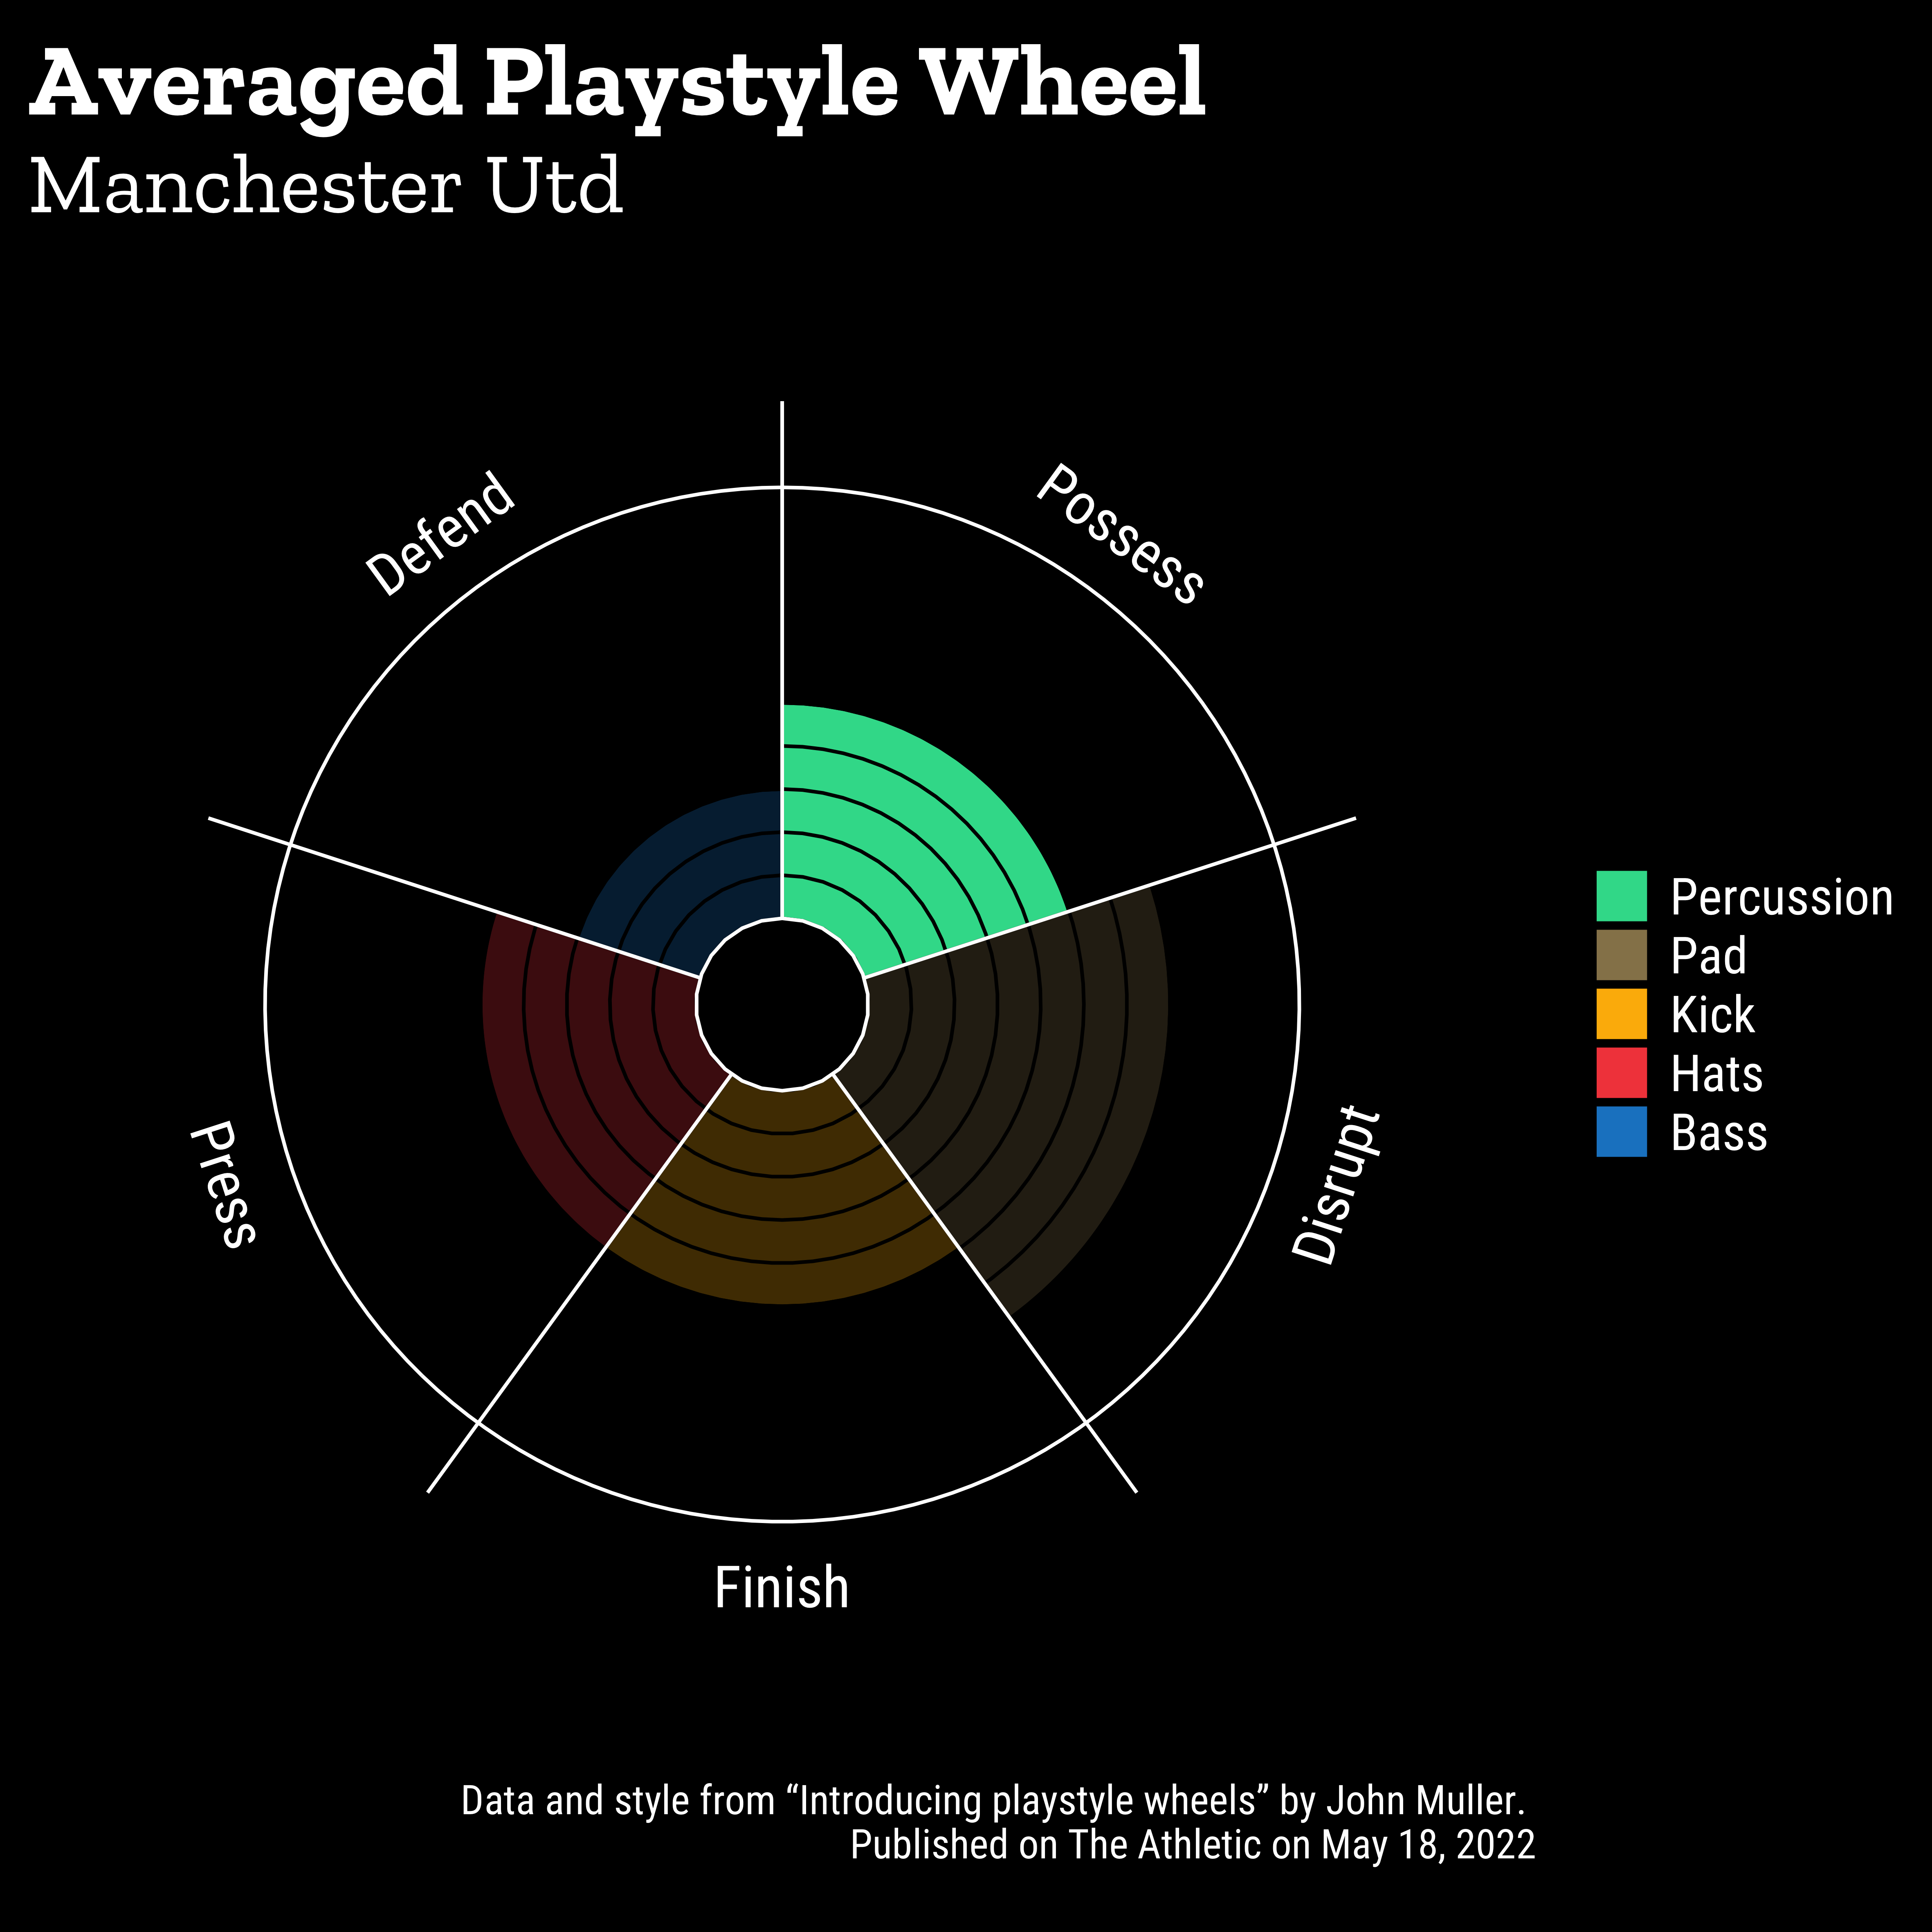 Averaged Playstyle Wheel
Manchester Utd
Defend
Possess
Percussion
Pad
Kick
Hats
Bass
Press
Disrupt
Finish
Data and style from “Introducing playstyle wheels” by John Muller.
Published on The Athletic on May 18, 2022